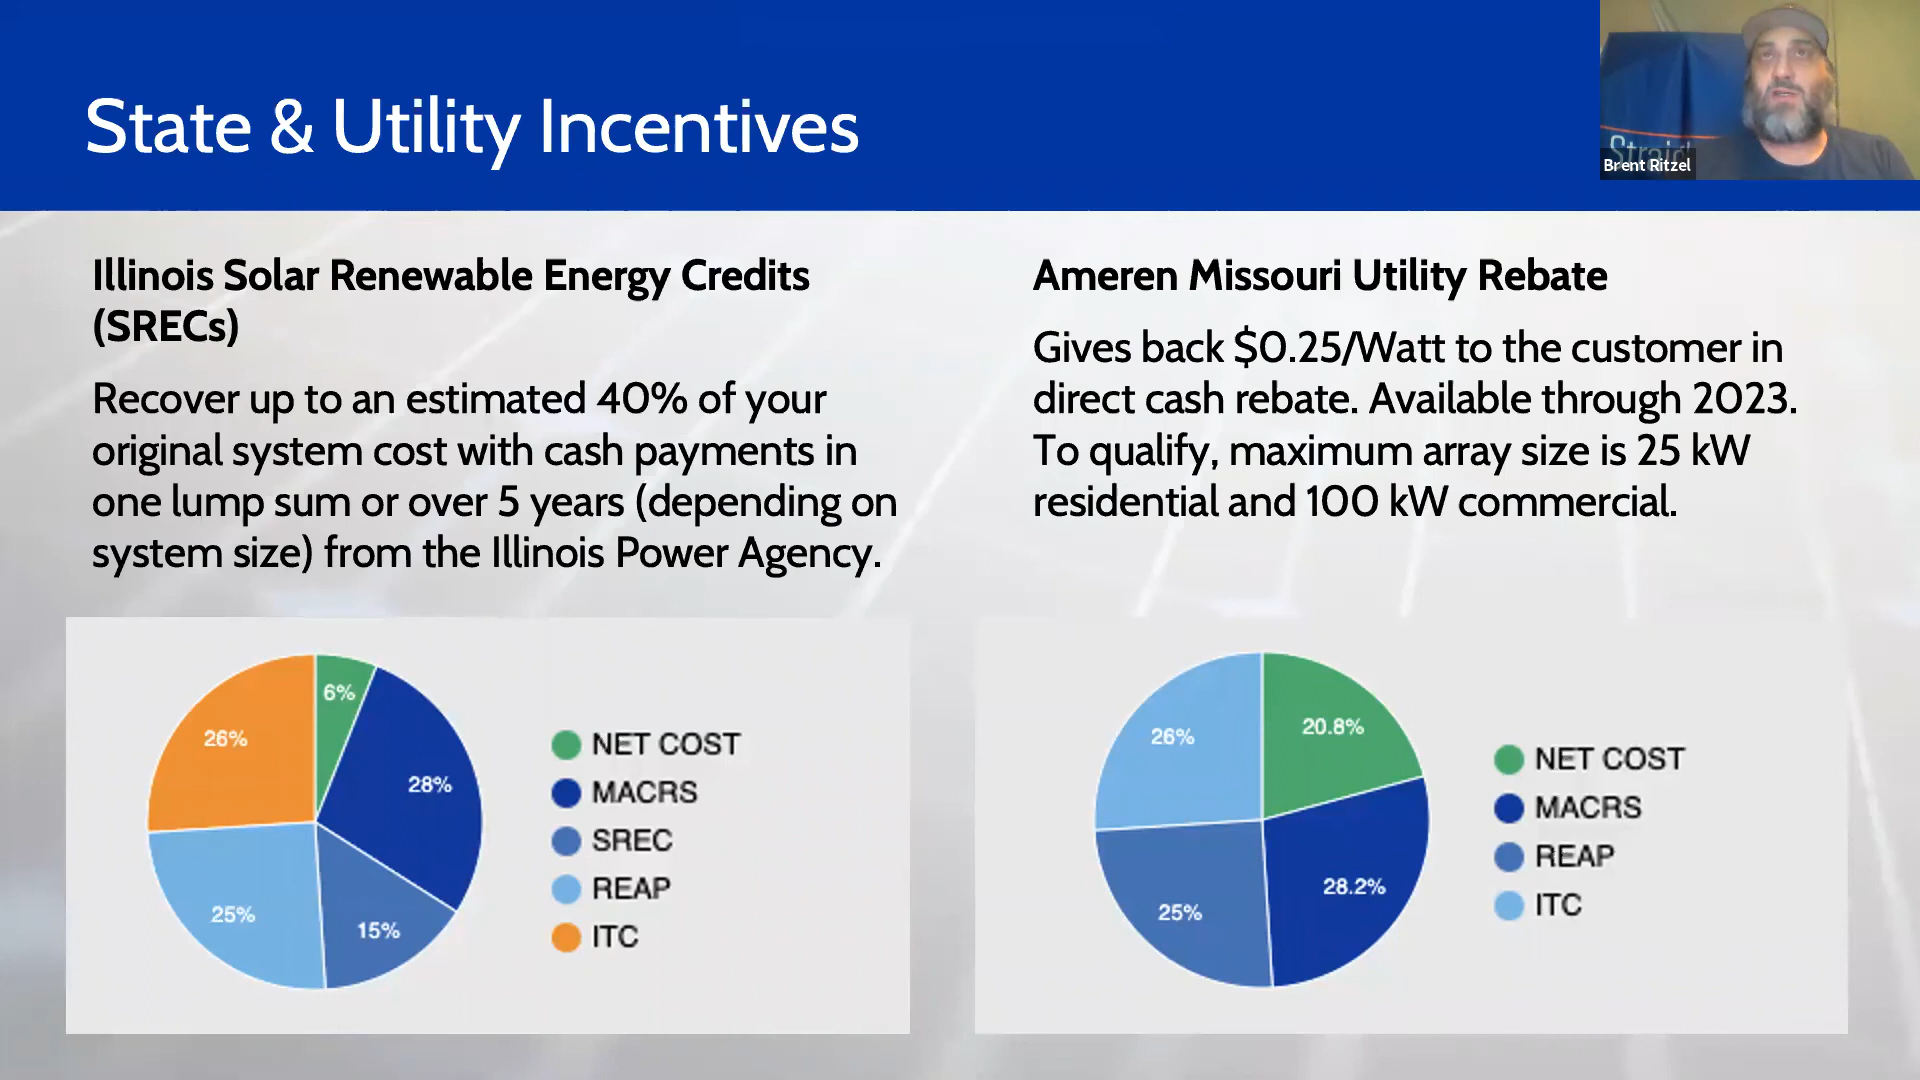 State & Utility Incentives
Brent Ritzel
Illinois Solar Renewable Energy Credits
(SRECs)
Recover up to an estimated 40% of your
original system cost with cash payments in
one lump sum or over 5 years (depending on
system size) from the Illinois Power Agency.
Ameren Missouri Utility Rebate
Gives back $0.25/Watt to the customer in
direct cash rebate. Available through 2023.
To qualify, maximum array size is 25 kW
residential and 100 kW commercial.
6%
28%
15%
25%
26%
NET COST
MACRS
SREC
REAP
ITC
20.8%
28.2%
25%
26%
NET COST
MACRS
REAP
ITC